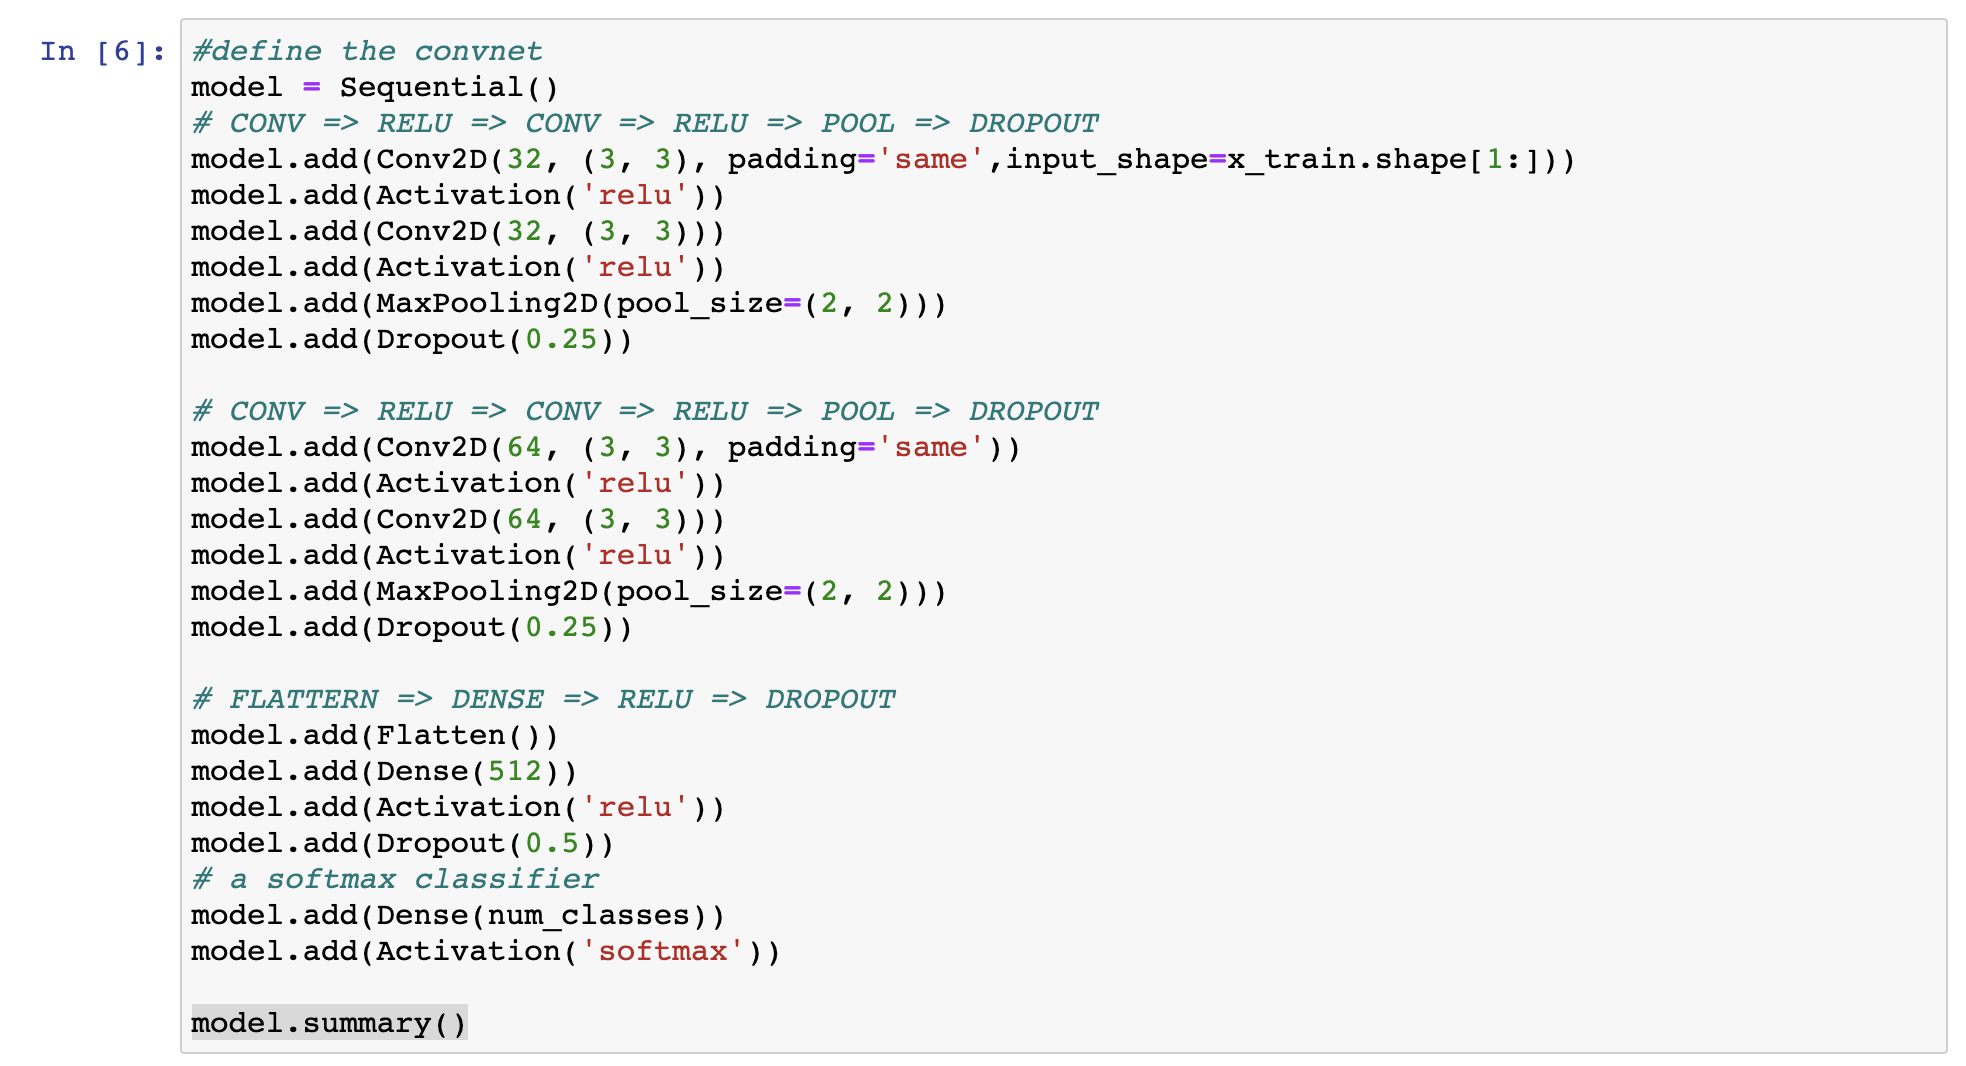 In [6]:
#define the convnet
model = Sequential()
# CONV => RELU => CONV => RELU => POOL => DROPOUT
model.add(Conv2D(32, (3, 3), padding='same',input_shape=x_train.shape[1:]))
model.add(Activation('relu'))
model.add(Conv2D(32, (3, 3)))
model.add(Activation('relu'))
model.add(MaxPooling2D(pool_size=(2, 2)))
model.add(Dropout(0.25))

# CONV => RELU => CONV => RELU => POOL => DROPOUT
model.add(Conv2D(64, (3, 3), padding='same'))
model.add(Activation('relu'))
model.add(Conv2D(64, (3, 3)))
model.add(Activation('relu'))
model.add(MaxPooling2D(pool_size=(2, 2)))
model.add(Dropout(0.25))

# FLATTERN => DENSE => RELU => DROPOUT
model.add(Flatten())
model.add(Dense(512))
model.add(Activation('relu'))
model.add(Dropout(0.5))
# a softmax classifier
model.add(Dense(num_classes))
model.add(Activation('softmax'))

model.summary()